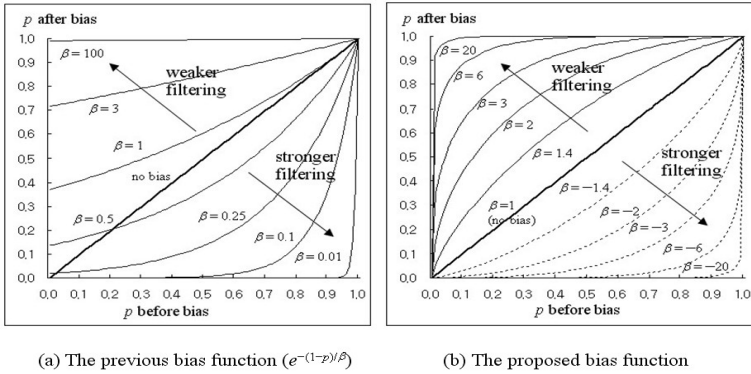 p after bias
1,0
0,9
0,8
0,7
0,6
0,5
0,4
0,3
0,2
0,1
0,0
0,0 0,1 0,2 0,3 0,4 0,5 0,6 0,7 0,8 0,9 1,0
p before bias
β = 100
weaker
filtering
β = 3
β = 1
no bias
stronger
filtering
β = 0.5
β = 0.25
β = 0.1
β = 0.01
(a) The previous bias function (e^{-(1-p)/β})
p after bias
1,0
0,9
0,8
0,7
0,6
0,5
0,4
0,3
0,2
0,1
0,0
0,0 0,1 0,2 0,3 0,4 0,5 0,6 0,7 0,8 0,9 1,0
p before bias
β = 20
β = 6
weaker
filtering
β = 3
β = 2
β = 1.4
stronger
filtering
β = 1
(no bias)
β = −1.4
β = −2
β = −3
β = −6
β = −20
(b) The proposed bias function